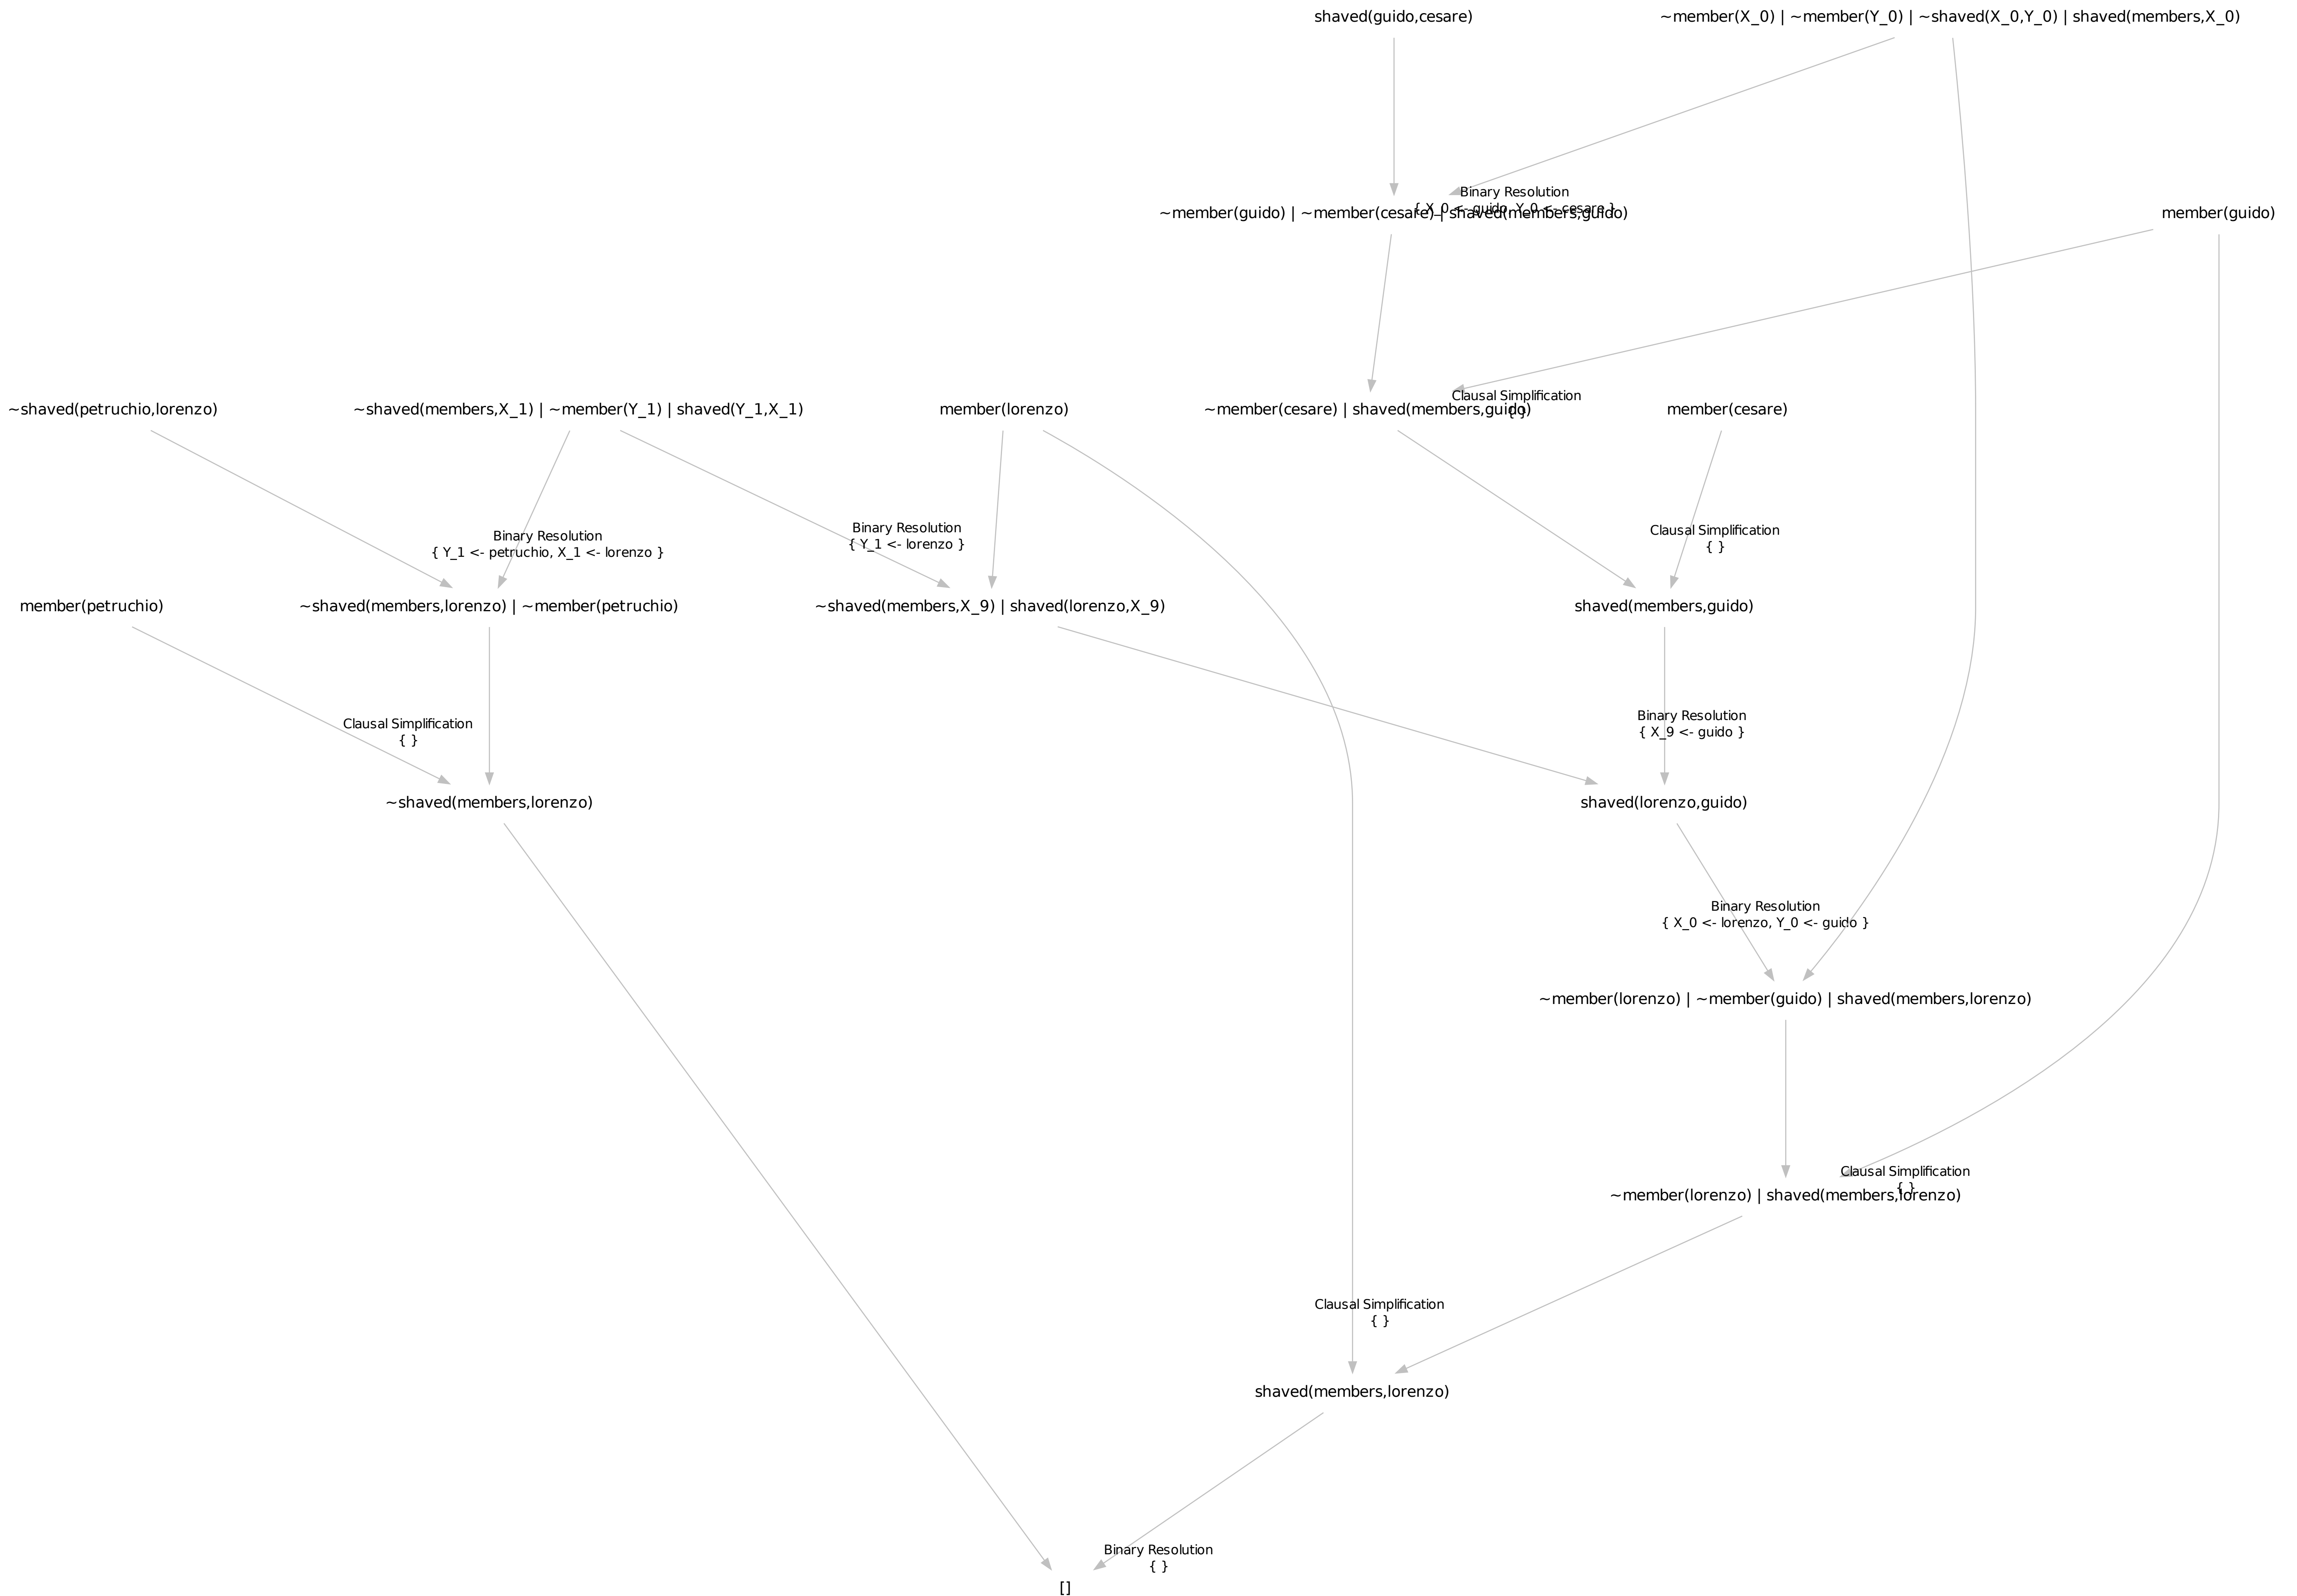 shaved(guido,cesare)
~member(X_0) | ~member(Y_0) | ~shaved(X_0,Y_0) | shaved(members,X_0)
Binary Resolution
{ X_0 <- guido, Y_0 <- cesare }
~member(guido) | ~member(cesare) | shaved(members,guido)
member(guido)
Clausal Simplification
{ }
~shaved(petruchio,lorenzo)
~shaved(members,X_1) | ~member(Y_1) | shaved(Y_1,X_1)
member(lorenzo)
~member(cesare) | shaved(members,guido)
member(cesare)
Binary Resolution
{ Y_1 <- petruchio, X_1 <- lorenzo }
Binary Resolution
{ Y_1 <- lorenzo }
Clausal Simplification
{ }
member(petruchio)
~shaved(members,lorenzo) | ~member(petruchio)
~shaved(members,X_9) | shaved(lorenzo,X_9)
shaved(members,guido)
Clausal Simplification
{ }
Binary Resolution
{ X_9 <- guido }
~shaved(members,lorenzo)
shaved(lorenzo,guido)
Binary Resolution
{ X_0 <- lorenzo, Y_0 <- guido }
~member(lorenzo) | ~member(guido) | shaved(members,lorenzo)
Clausal Simplification
{ }
~member(lorenzo) | shaved(members,lorenzo)
Clausal Simplification
{ }
shaved(members,lorenzo)
Binary Resolution
{ }
[]